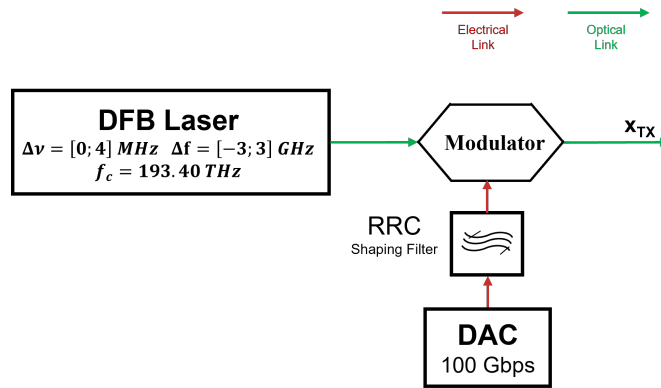 Electrical
Link
Optical
Link
DFB Laser
Δν = [0; 4] MHz Δf = [−3; 3] GHz
f_c = 193.40 THz
Modulator
x_TX
RRC
Shaping Filter
DAC
100 Gbps